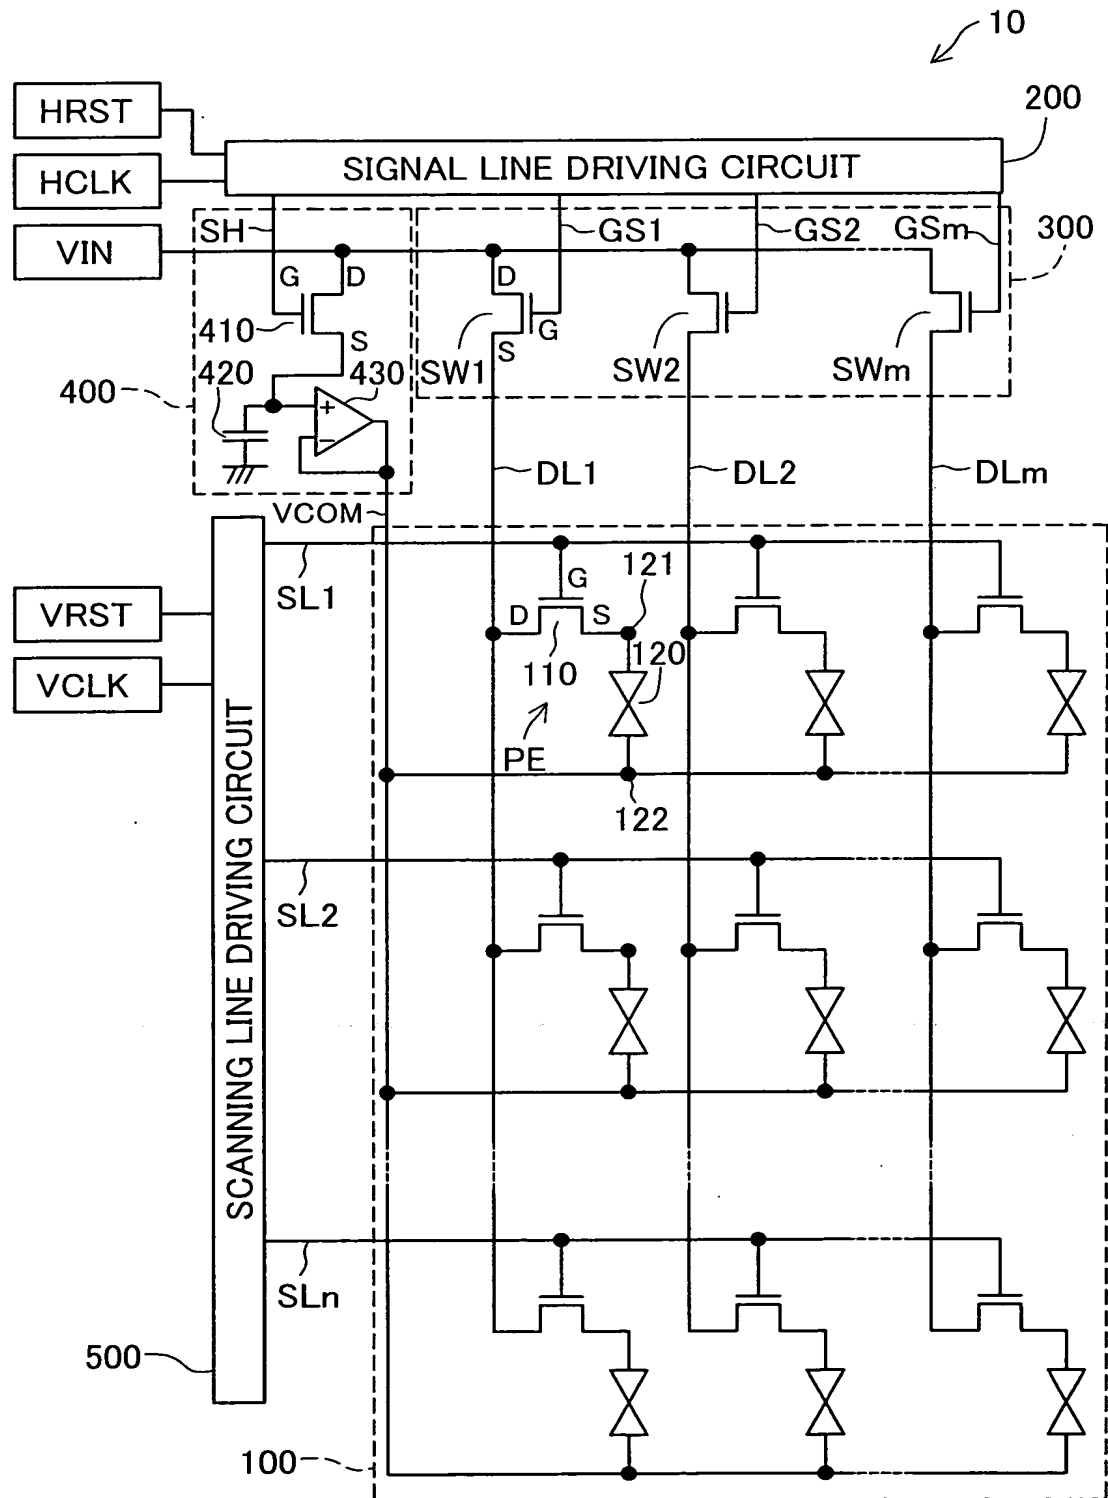 10
HRST
200
SIGNAL LINE DRIVING CIRCUIT
HCLK
SH
GS1
GS2
GSm
300
VIN
G
D
D
410
S
G
SW1
S
SW2
SWm
420
430
400
+
−
DL1
DL2
DLm
VCOM
SL1
G
121
D
S
VRST
110
120
VCLK
PE
122
SCANNING LINE DRIVING CIRCUIT
SL2
SLn
500
100